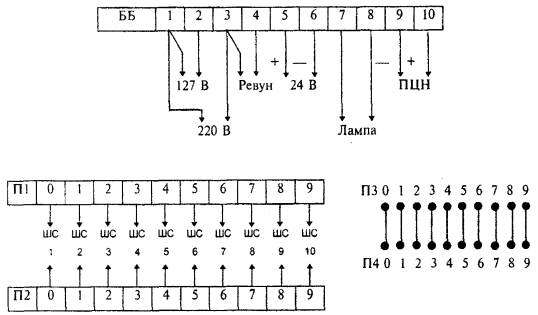 ББ 1 2 3 4 5 6 7 8 9 10
+ — — +
127 В Ревун 24 В ПЦН
220 В Лампа
П1 0 1 2 3 4 5 6 7 8 9
ШС ШС ШС ШС ШС ШС ШС ШС ШС ШС
1 2 3 4 5 6 7 8 9 10
П2 0 1 2 3 4 5 6 7 8 9
П3 0 1 2 3 4 5 6 7 8 9
П4 0 1 2 3 4 5 6 7 8 9